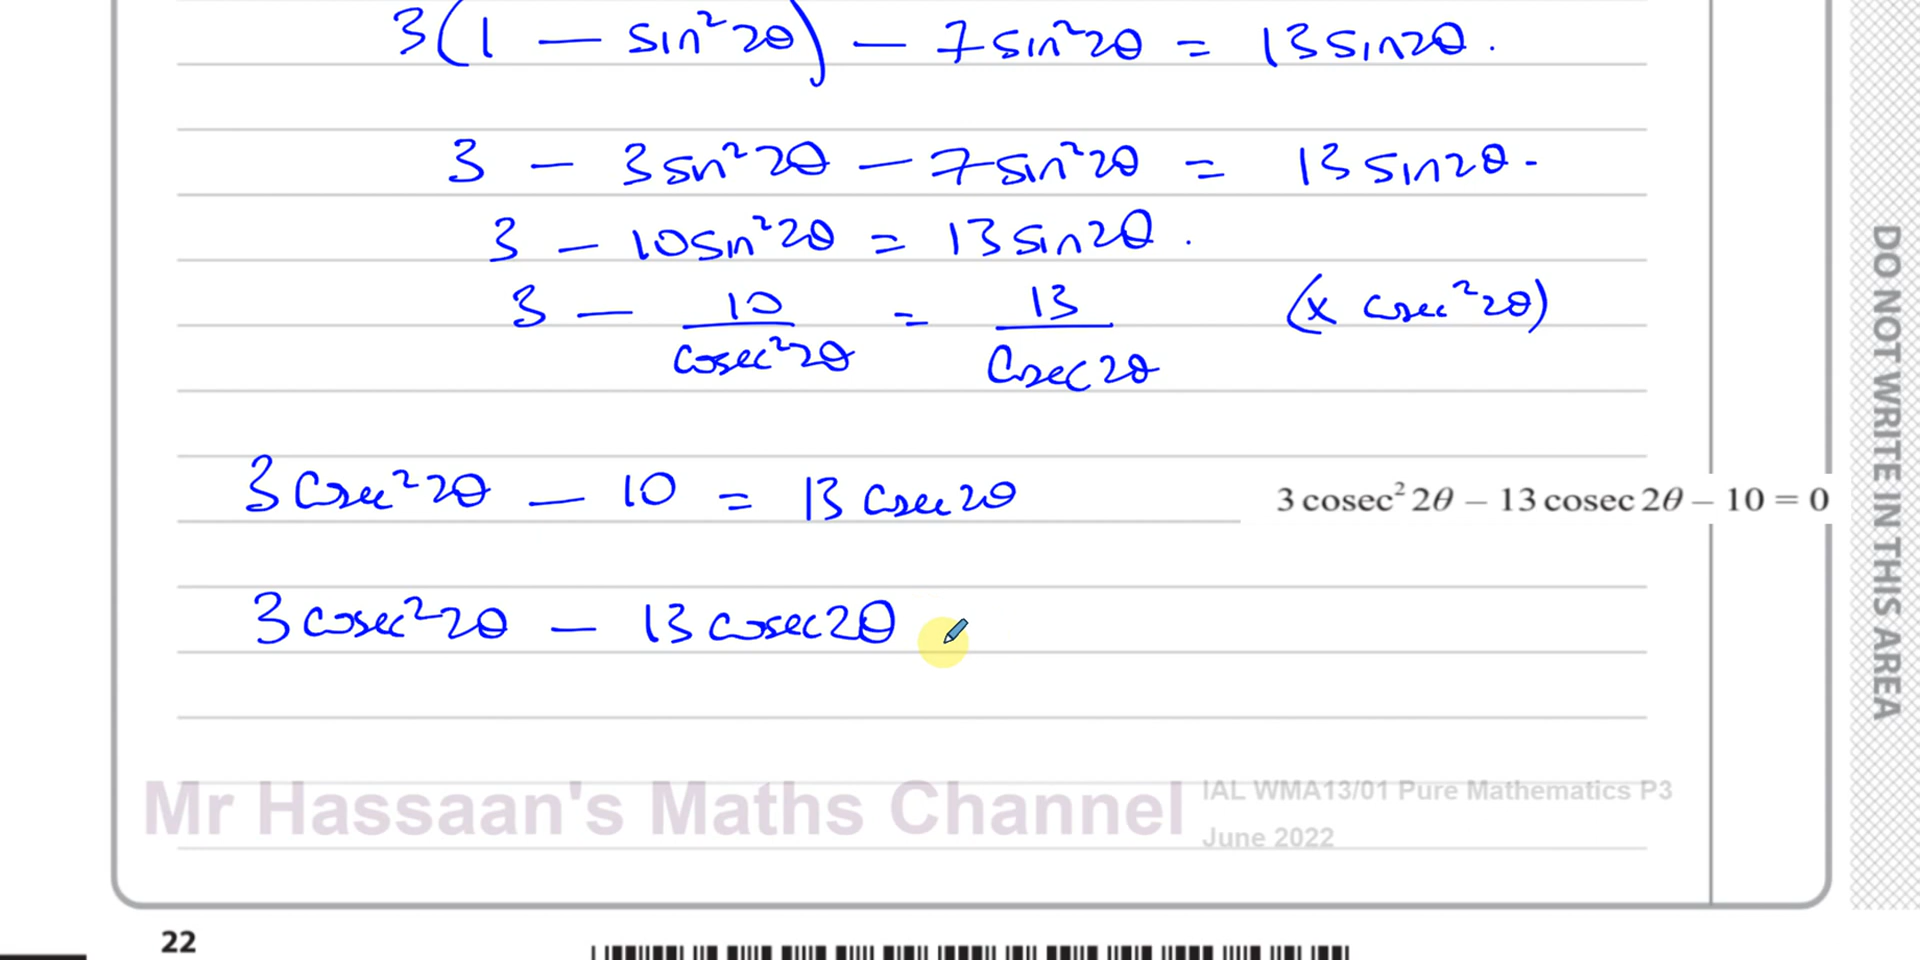 3(1 − sin²2θ) − 7sin²2θ = 13sin2θ.
3 − 3sin²2θ − 7sin²2θ = 13sin2θ.
3 − 10sin²2θ = 13sin2θ.
3 − 10/cosec²2θ = 13/cosec2θ (× cosec²2θ)
3cosec²2θ − 10 = 13cosec2θ
3 cosec² 2θ − 13 cosec 2θ − 10 = 0
3cosec²2θ − 13cosec2θ
Mr Hassaan's Maths Channel
IAL WMA13/01 Pure Mathematics P3
June 2022
22
DO NOT WRITE IN THIS AREA